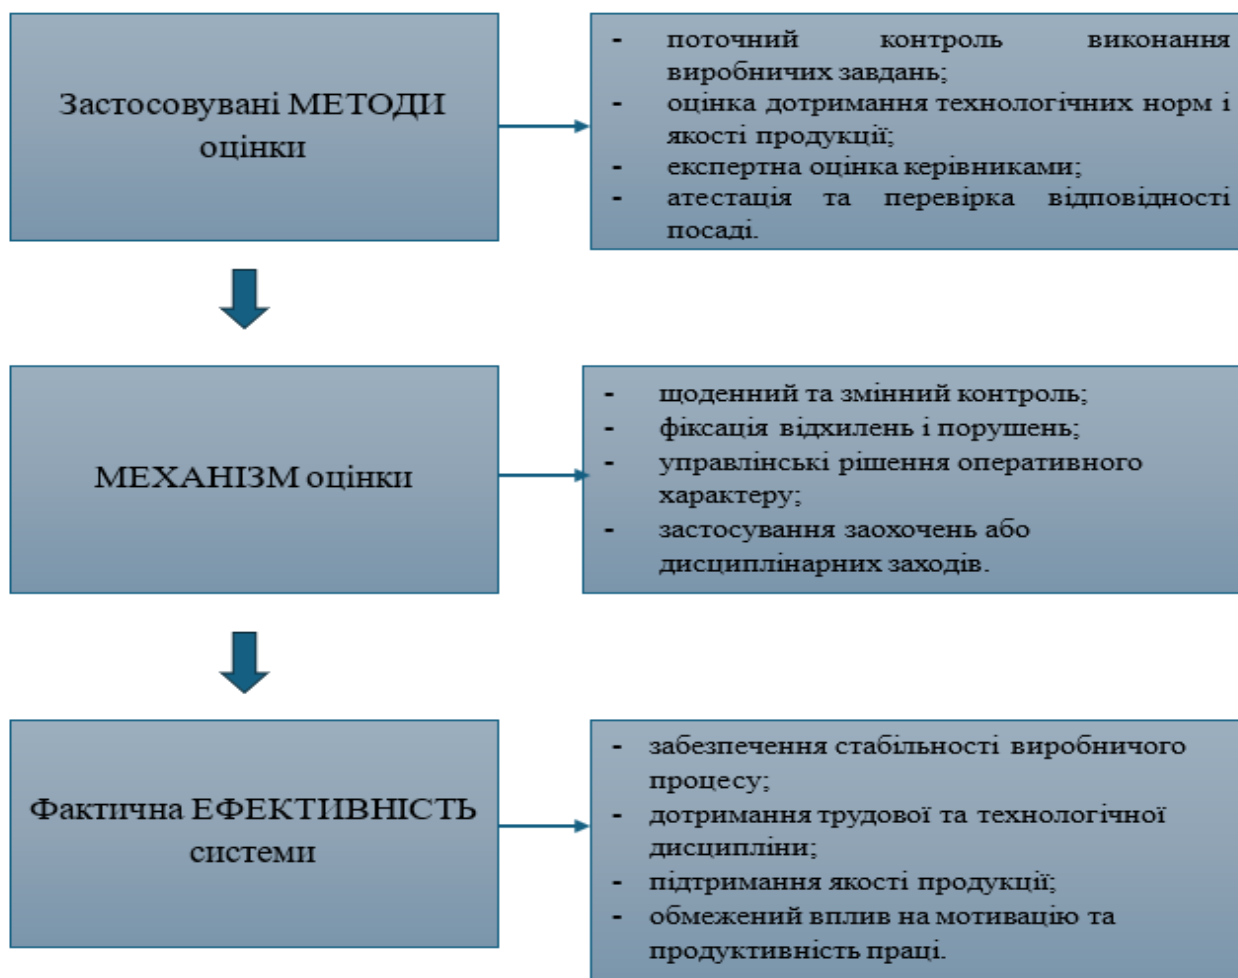 Застосовувані МЕТОДИ
оцінки
- поточний контроль виконання
виробничих завдань;
- оцінка дотримання технологічних норм і
якості продукції;
- експертна оцінка керівниками;
- атестація та перевірка відповідності
посаді.
МЕХАНІЗМ оцінки
- щоденний та змінний контроль;
- фіксація відхилень і порушень;
- управлінські рішення оперативного
характеру;
- застосування заохочень або
дисциплінарних заходів.
Фактична ЕФЕКТИВНІСТЬ
системи
- забезпечення стабільності виробничого
процесу;
- дотримання трудової та технологічної
дисципліни;
- підтримання якості продукції;
- обмежений вплив на мотивацію та
продуктивність праці.